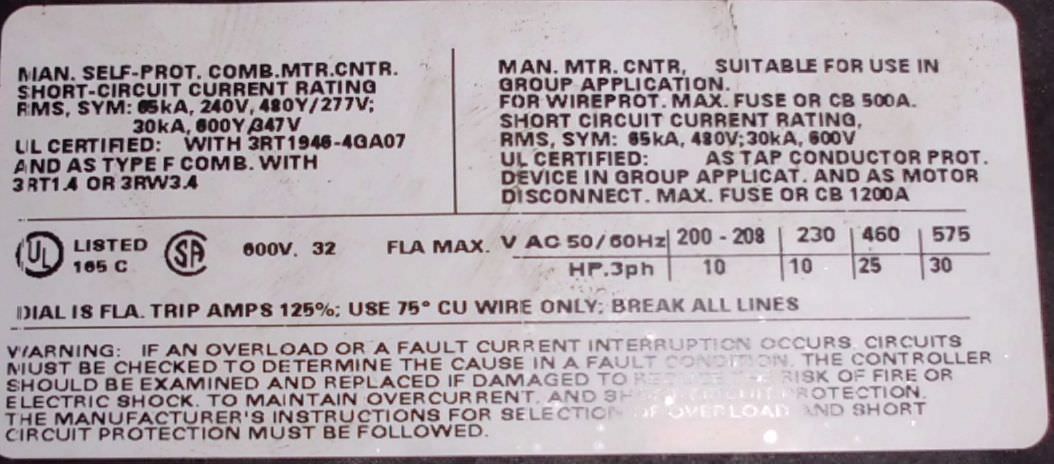 MAN. SELF-PROT. COMB.MTR.CNTR.
SHORT-CIRCUIT CURRENT RATING
RMS, SYM: 65kA, 240V, 480Y/277V;
30kA, 600Y/347V
UL CERTIFIED: WITH 3RT1946-4GA07
AND AS TYPE F COMB. WITH
3RT1.4 OR 3RW3.4
MAN. MTR. CNTR, SUITABLE FOR USE IN
GROUP APPLICATION.
FOR WIREPROT. MAX. FUSE OR CB 500A.
SHORT CIRCUIT CURRENT RATING,
RMS, SYM: 65kA, 480V;30kA, 600V
UL CERTIFIED: AS TAP CONDUCTOR PROT.
DEVICE IN GROUP APPLICAT. AND AS MOTOR
DISCONNECT. MAX. FUSE OR CB 1200A
UL LISTED
165 C
SA
600V. 32 FLA MAX. V AC 50/60Hz 200 - 208 230 460 575
HP.3ph 10 10 25 30
DIAL IS FLA. TRIP AMPS 125%; USE 75° CU WIRE ONLY; BREAK ALL LINES
WARNING: IF AN OVERLOAD OR A FAULT CURRENT INTERRUPTION OCCURS CIRCUITS
MUST BE CHECKED TO DETERMINE THE CAUSE IN A FAULT CONDITION. THE CONTROLLER
SHOULD BE EXAMINED AND REPLACED IF DAMAGED TO RISK OF FIRE OR
ELECTRIC SHOCK. TO MAINTAIN OVERCURRENT, AND PROTECTION.
THE MANUFACTURER'S INSTRUCTIONS FOR SELECTION OF OVERLOAD AND SHORT
CIRCUIT PROTECTION MUST BE FOLLOWED.